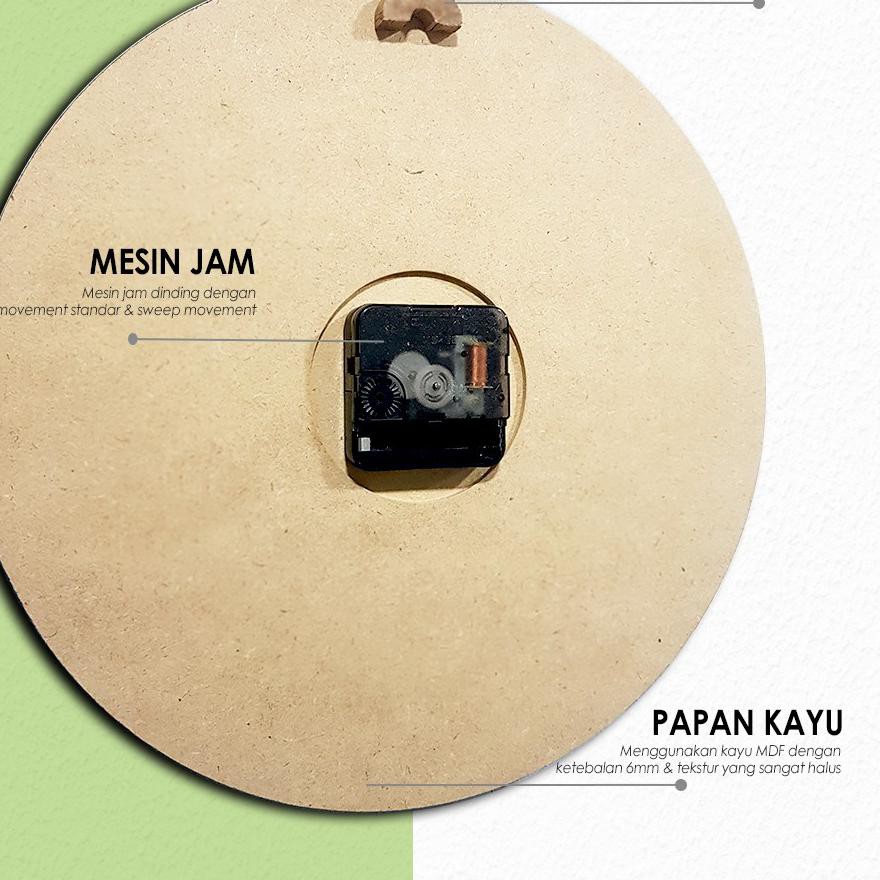 MESIN JAM
Mesin jam dinding dengan
movement standar & sweep movement
PAPAN KAYU
Menggunakan kayu MDF dengan
ketebalan 6mm & tekstur yang sangat halus